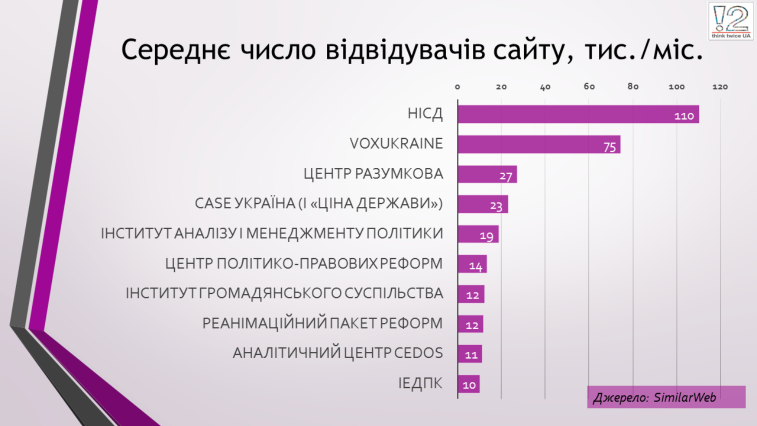 !2
think twice UA
Середнє число відвідувачів сайту, тис./міс.
0 20 40 60 80 100 120
НІСД 110
VOXUKRAINE 75
ЦЕНТР РАЗУМКОВА 27
CASE УКРАЇНА (І «ЦІНА ДЕРЖАВИ») 23
ІНСТИТУТ АНАЛІЗУ І МЕНЕДЖМЕНТУ ПОЛІТИКИ 19
ЦЕНТР ПОЛІТИКО-ПРАВОВИХ РЕФОРМ 14
ІНСТИТУТ ГРОМАДЯНСЬКОГО СУСПІЛЬСТВА 12
РЕАНІМАЦІЙНИЙ ПАКЕТ РЕФОРМ 12
АНАЛІТИЧНИЙ ЦЕНТР CEDOS 11
ІЕДПК 10
Джерело: SimilarWeb